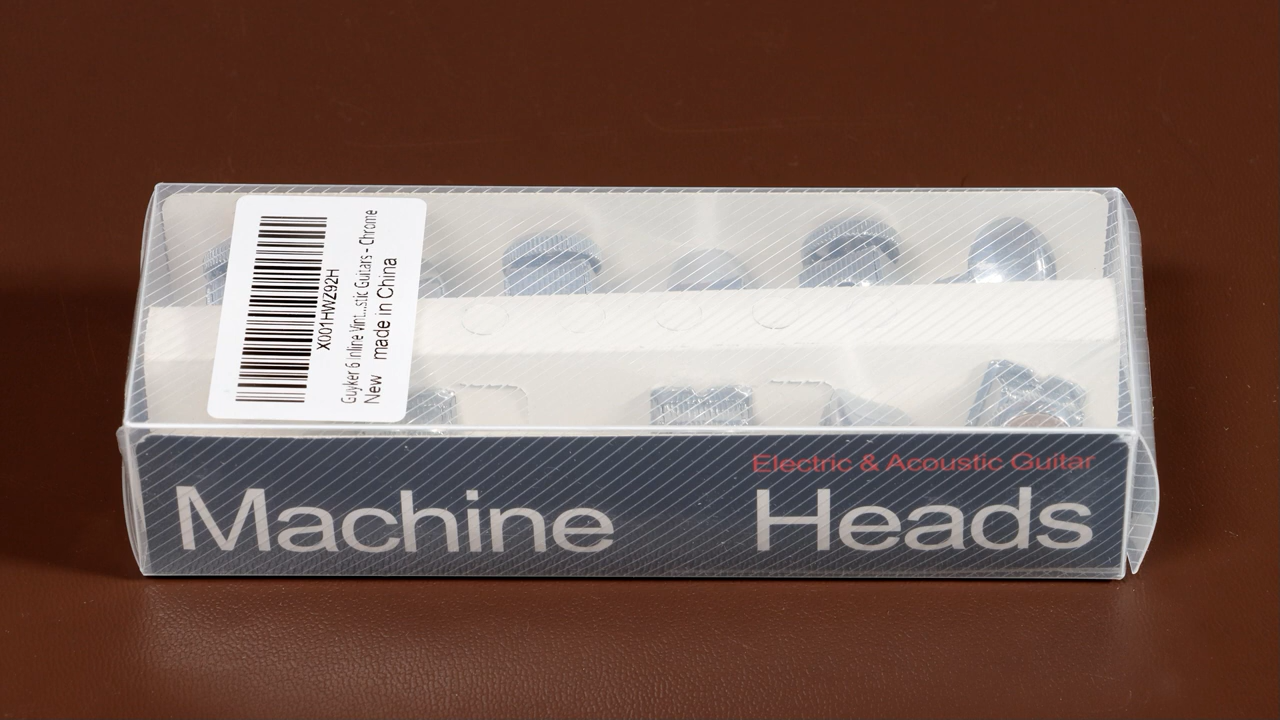 X001HWZ92H
Guyker 6 Inline Vint...stic Guitars - Chrome
New made in China
Electric & Acoustic Guitar
Machine Heads